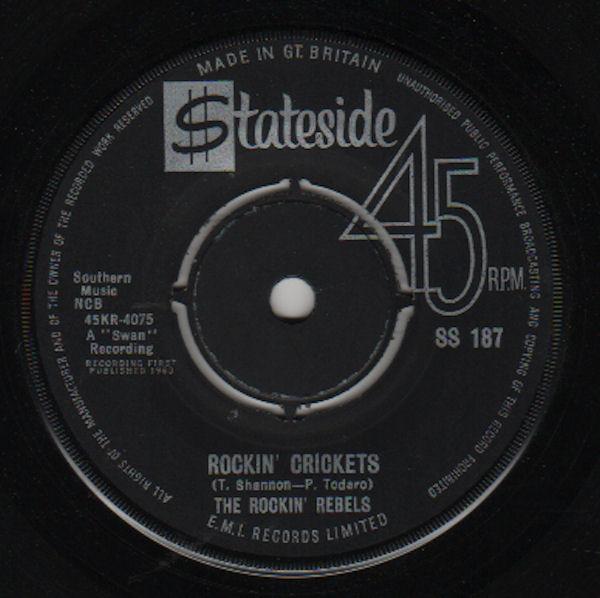 MADE IN GT. BRITAIN
UNAUTHORISED PUBLIC PERFORMANCE BROADCASTING AND COPYING OF THIS RECORD PROHIBITED
ALL RIGHTS OF THE MANUFACTURER AND OF THE OWNER OF THE RECORDED WORK RESERVED
$tateside
45 R.P.M.
Southern
Music
NCB
45KR-4075
A "Swan"
Recording
RECORDING FIRST
PUBLISHED 1963
SS 187
ROCKIN' CRICKETS
(T. Shannon—P. Todaro)
THE ROCKIN' REBELS
E.M.I. RECORDS LIMITED